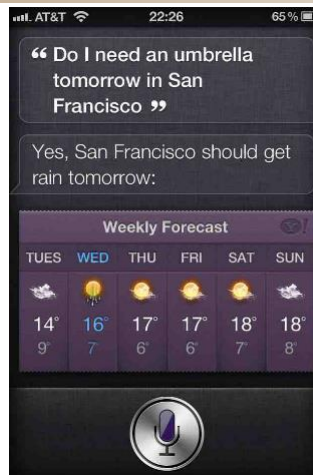 AT&T 22:26 65%
“ Do I need an umbrella
tomorrow in San
Francisco ”
Yes, San Francisco should get
rain tomorrow:
Weekly Forecast Y!
TUES WED THU FRI SAT SUN
14° 16° 17° 17° 18° 18°
9° 7° 6° 6° 7° 8°